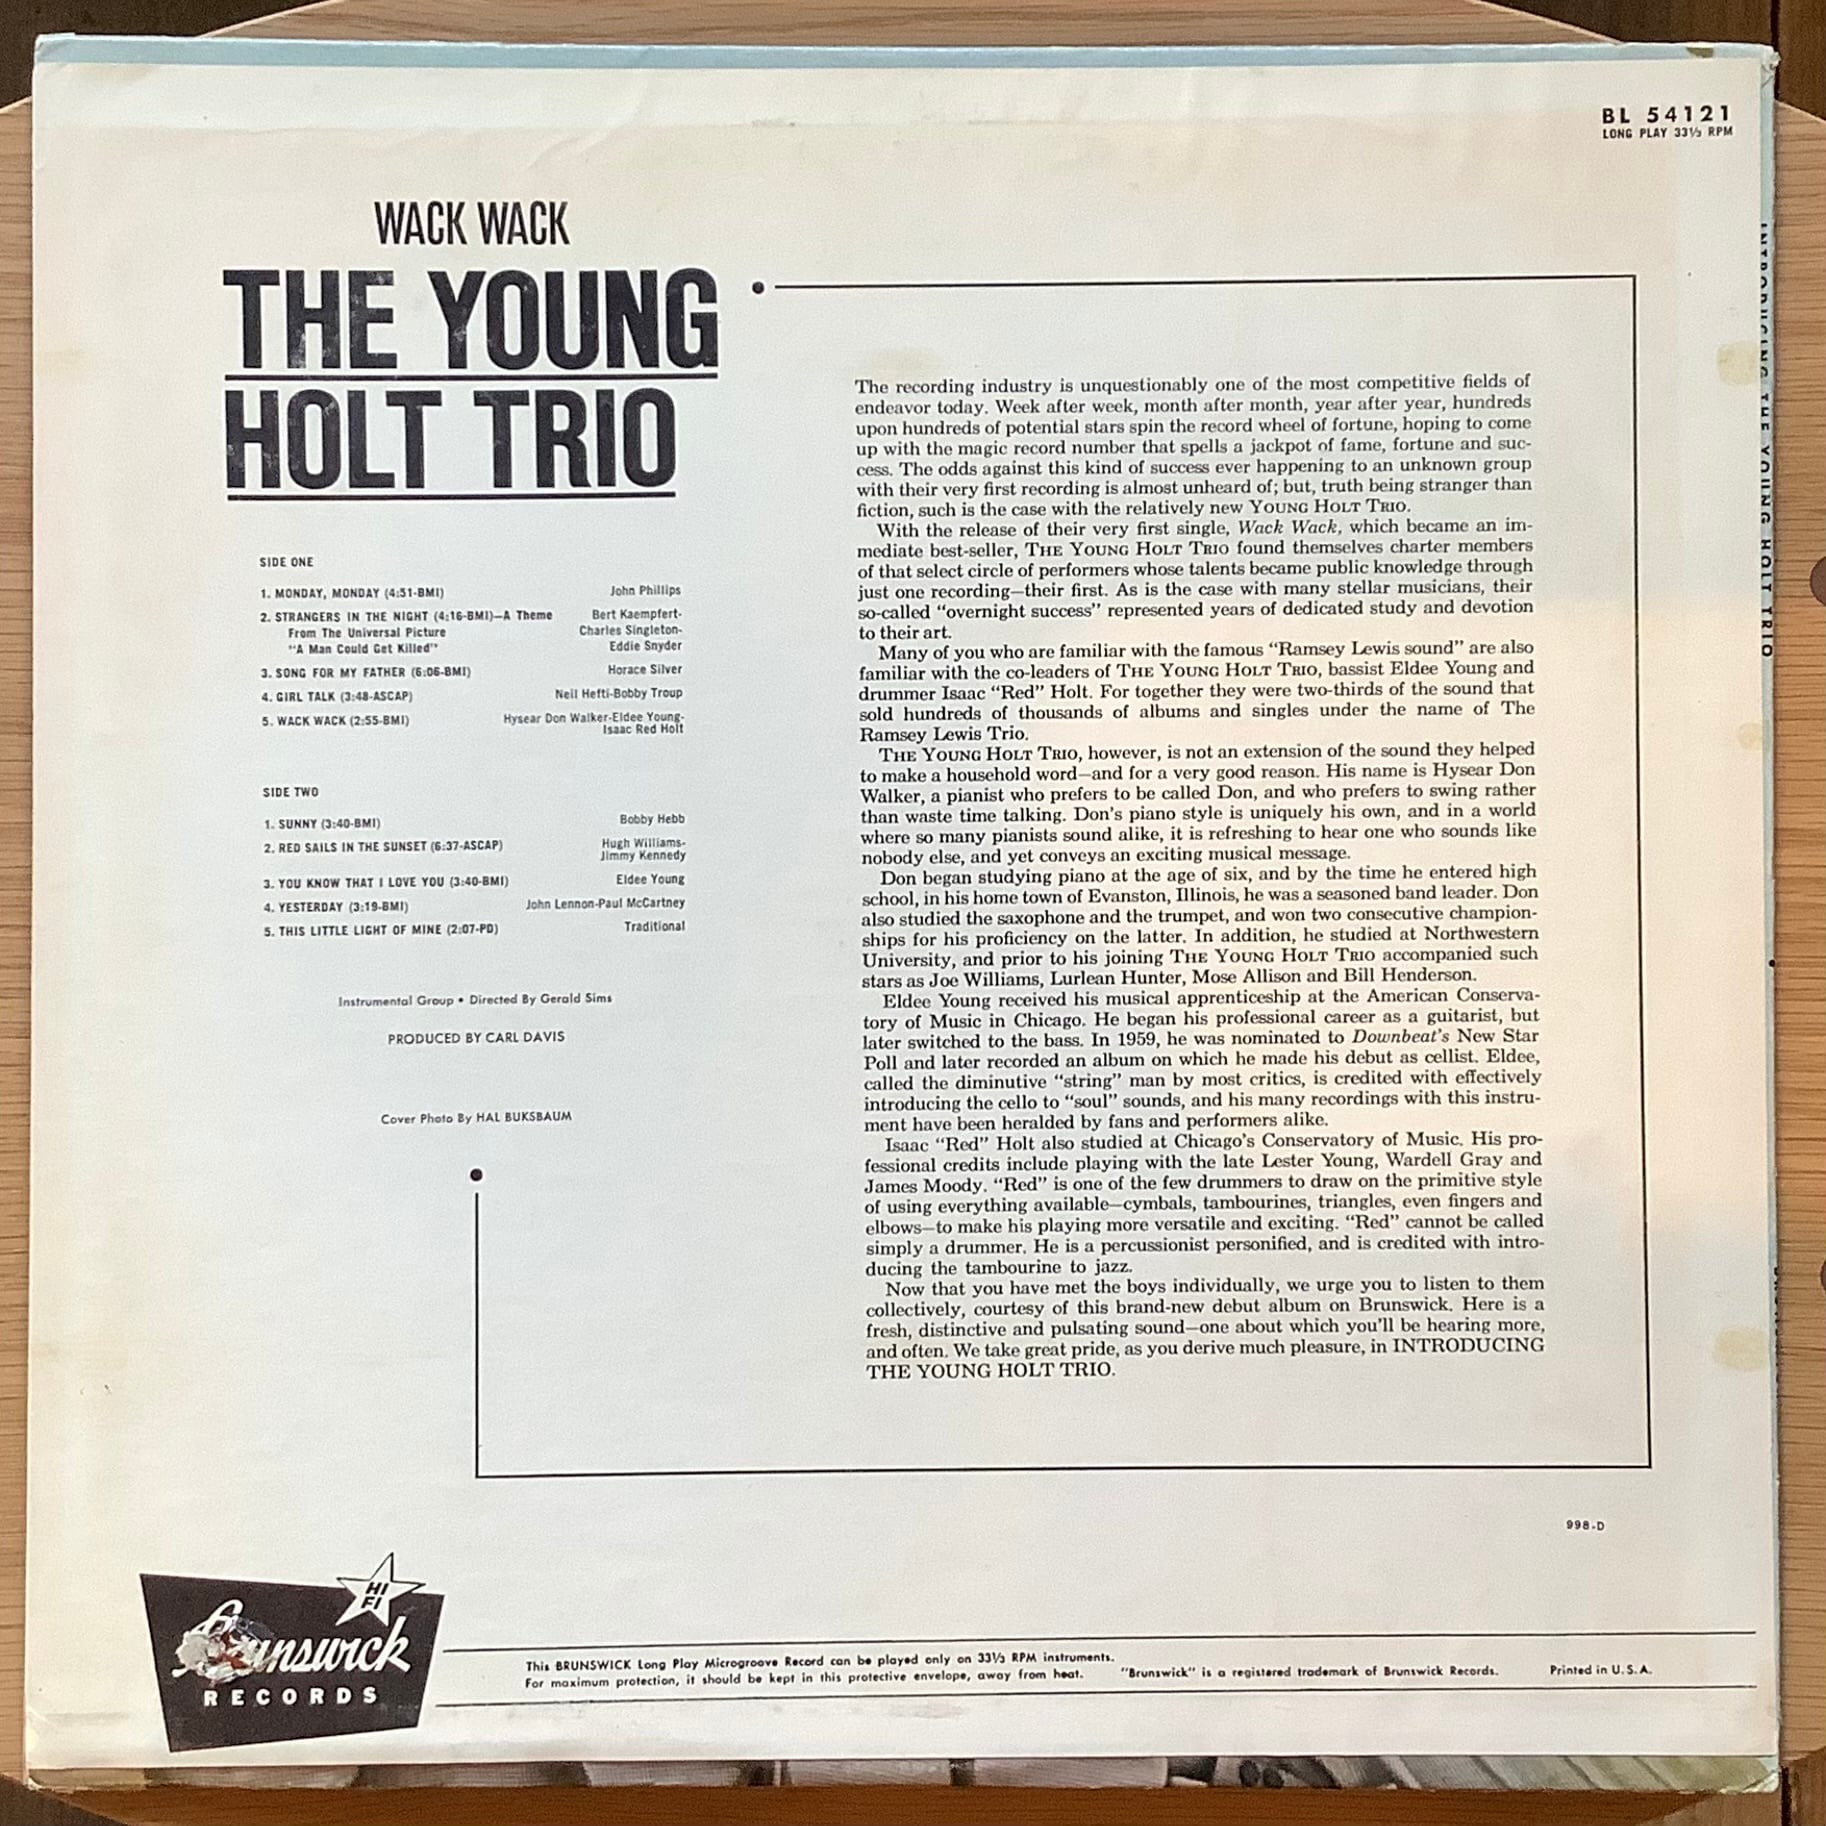 BL 54121
LONG PLAY 33⅓ RPM
WACK WACK
THE YOUNG
HOLT TRIO
SIDE ONE
1. MONDAY, MONDAY (4:51-BMI) John Phillips
2. STRANGERS IN THE NIGHT (4:16-BMI)—A Theme Bert Kaempfert-
From The Universal Picture Charles Singleton-
"A Man Could Get Killed" Eddie Snyder
3. SONG FOR MY FATHER (6:06-BMI) Horace Silver
4. GIRL TALK (3:48-ASCAP) Neil Hefti-Bobby Troup
5. WACK WACK (2:55-BMI) Hysear Don Walker-Eldee Young-
Isaac Red Holt
SIDE TWO
1. SUNNY (3:40-BMI) Bobby Hebb
2. RED SAILS IN THE SUNSET (6:37-ASCAP) Hugh Williams-
Jimmy Kennedy
3. YOU KNOW THAT I LOVE YOU (3:40-BMI) Eldee Young
4. YESTERDAY (3:19-BMI) John Lennon-Paul McCartney
5. THIS LITTLE LIGHT OF MINE (2:07-PD) Traditional
Instrumental Group • Directed By Gerald Sims
PRODUCED BY CARL DAVIS
Cover Photo By HAL BUKSBAUM
The recording industry is unquestionably one of the most competitive fields of
endeavor today. Week after week, month after month, year after year, hundreds
upon hundreds of potential stars spin the record wheel of fortune, hoping to come
up with the magic record number that spells a jackpot of fame, fortune and suc-
cess. The odds against this kind of success ever happening to an unknown group
with their very first recording is almost unheard of; but, truth being stranger than
fiction, such is the case with the relatively new YOUNG HOLT TRIO.
With the release of their very first single, Wack Wack, which became an im-
mediate best-seller, THE YOUNG HOLT TRIO found themselves charter members
of that select circle of performers whose talents became public knowledge through
just one recording—their first. As is the case with many stellar musicians, their
so-called "overnight success" represented years of dedicated study and devotion
to their art.
Many of you who are familiar with the famous "Ramsey Lewis sound" are also
familiar with the co-leaders of THE YOUNG HOLT TRIO, bassist Eldee Young and
drummer Isaac "Red" Holt. For together they were two-thirds of the sound that
sold hundreds of thousands of albums and singles under the name of The
Ramsey Lewis Trio.
THE YOUNG HOLT TRIO, however, is not an extension of the sound they helped
to make a household word—and for a very good reason. His name is Hysear Don
Walker, a pianist who prefers to be called Don, and who prefers to swing rather
than waste time talking. Don's piano style is uniquely his own, and in a world
where so many pianists sound alike, it is refreshing to hear one who sounds like
nobody else, and yet conveys an exciting musical message.
Don began studying piano at the age of six, and by the time he entered high
school, in his home town of Evanston, Illinois, he was a seasoned band leader. Don
also studied the saxophone and the trumpet, and won two consecutive champion-
ships for his proficiency on the latter. In addition, he studied at Northwestern
University, and prior to his joining THE YOUNG HOLT TRIO accompanied such
stars as Joe Williams, Lurlean Hunter, Mose Allison and Bill Henderson.
Eldee Young received his musical apprenticeship at the American Conserva-
tory of Music in Chicago. He began his professional career as a guitarist, but
later switched to the bass. In 1959, he was nominated to Downbeat's New Star
Poll and later recorded an album on which he made his debut as cellist. Eldee,
called the diminutive "string" man by most critics, is credited with effectively
introducing the cello to "soul" sounds, and his many recordings with this instru-
ment have been heralded by fans and performers alike.
Isaac "Red" Holt also studied at Chicago's Conservatory of Music. His pro-
fessional credits include playing with the late Lester Young, Wardell Gray and
James Moody. "Red" is one of the few drummers to draw on the primitive style
of using everything available—cymbals, tambourines, triangles, even fingers and
elbows—to make his playing more versatile and exciting. "Red" cannot be called
simply a drummer. He is a percussionist personified, and is credited with intro-
ducing the tambourine to jazz.
Now that you have met the boys individually, we urge you to listen to them
collectively, courtesy of this brand-new debut album on Brunswick. Here is a
fresh, distinctive and pulsating sound—one about which you'll be hearing more,
and often. We take great pride, as you derive much pleasure, in INTRODUCING
THE YOUNG HOLT TRIO.
INTRODUCING THE YOUNG HOLT TRIO
998-D
HI
FI
Brunswick
RECORDS
This BRUNSWICK Long Play Microgroove Record can be played only on 33⅓ RPM instruments.
For maximum protection, it should be kept in this protective envelope, away from heat. "Brunswick" is a registered trademark of Brunswick Records. Printed in U.S.A.